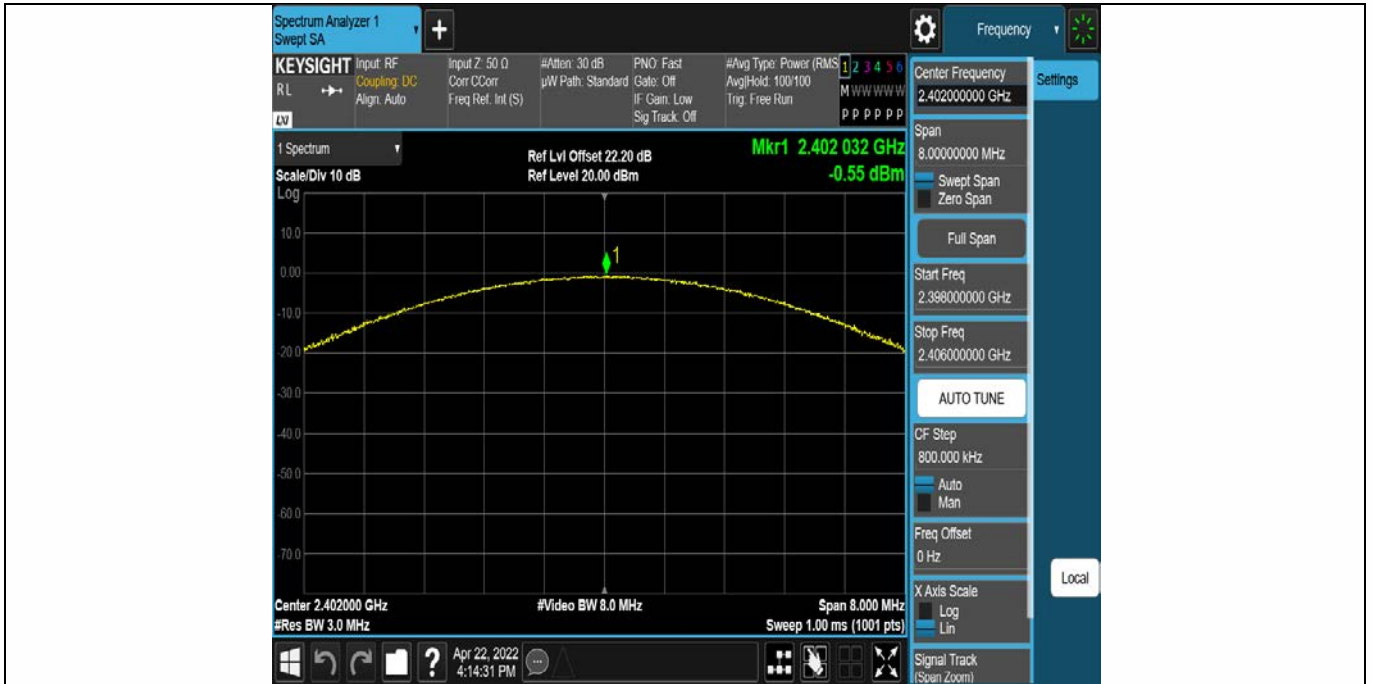 Spectrum Analyzer 1
Swept SA
+
Frequency
KEYSIGHT
RL
LXI
Input: RF
Coupling: DC
Align: Auto
Input Z: 50 Ω
Corr CCorr
Freq Ref: Int (S)
#Atten: 30 dB
µW Path: Standard
PNO: Fast
Gate: Off
IF Gain: Low
Sig Track: Off
#Avg Type: Power (RMS
Avg|Hold: 100/100
Trig: Free Run
1 2 3 4 5 6
M W W W W W
P P P P P P
1 Spectrum
Scale/Div 10 dB
Ref Lvl Offset 22.20 dB
Ref Level 20.00 dBm
Mkr1 2.402 032 GHz
-0.55 dBm
Log
10.0
0.00
-10.0
-20.0
-30.0
-40.0
-50.0
-60.0
-70.0
1
Center 2.402000 GHz
#Res BW 3.0 MHz
#Video BW 8.0 MHz
Span 8.000 MHz
Sweep 1.00 ms (1001 pts)
Center Frequency
2.402000000 GHz
Span
8.00000000 MHz
Swept Span
Zero Span
Full Span
Start Freq
2.398000000 GHz
Stop Freq
2.406000000 GHz
AUTO TUNE
CF Step
800.000 kHz
Auto
Man
Freq Offset
0 Hz
X Axis Scale
Log
Lin
Signal Track
(Span Zoom)
Settings
Local
?
Apr 22, 2022
4:14:31 PM